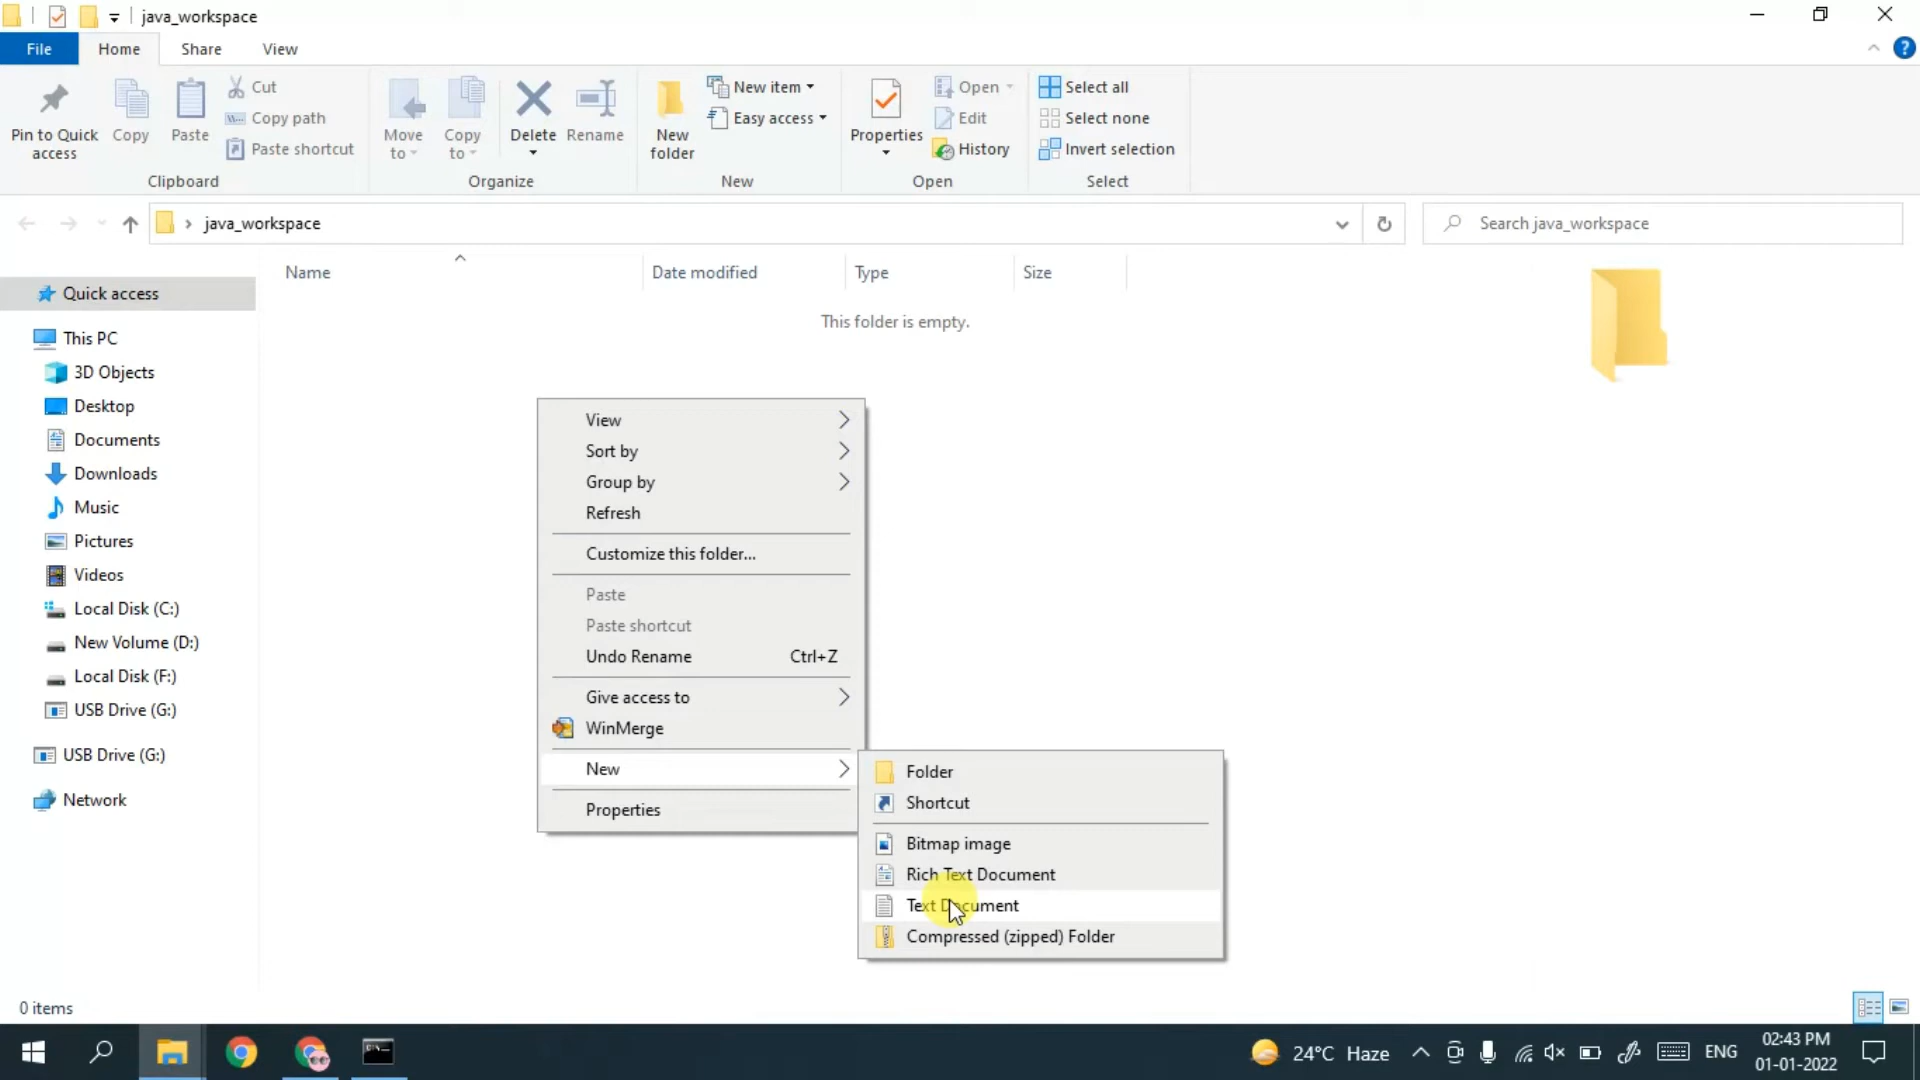 java_workspace
File Home Share View
Pin to Quick access
Copy
Paste
Cut
Copy path
Paste shortcut
Clipboard
Move to
Copy to
Delete
Rename
Organize
New folder
New item
Easy access
New
Properties
Open
Edit
History
Open
Select all
Select none
Invert selection
Select
java_workspace
Search java_workspace
Name Date modified Type Size
This folder is empty.
Quick access
This PC
3D Objects
Desktop
Documents
Downloads
Music
Pictures
Videos
Local Disk (C:)
New Volume (D:)
Local Disk (F:)
USB Drive (G:)
USB Drive (G:)
Network
View
Sort by
Group by
Refresh
Customize this folder...
Paste
Paste shortcut
Undo Rename Ctrl+Z
Give access to
WinMerge
New
Properties
Folder
Shortcut
Bitmap image
Rich Text Document
Text Document
Compressed (zipped) Folder
0 items
24°C Haze
ENG
02:43 PM
01-01-2022